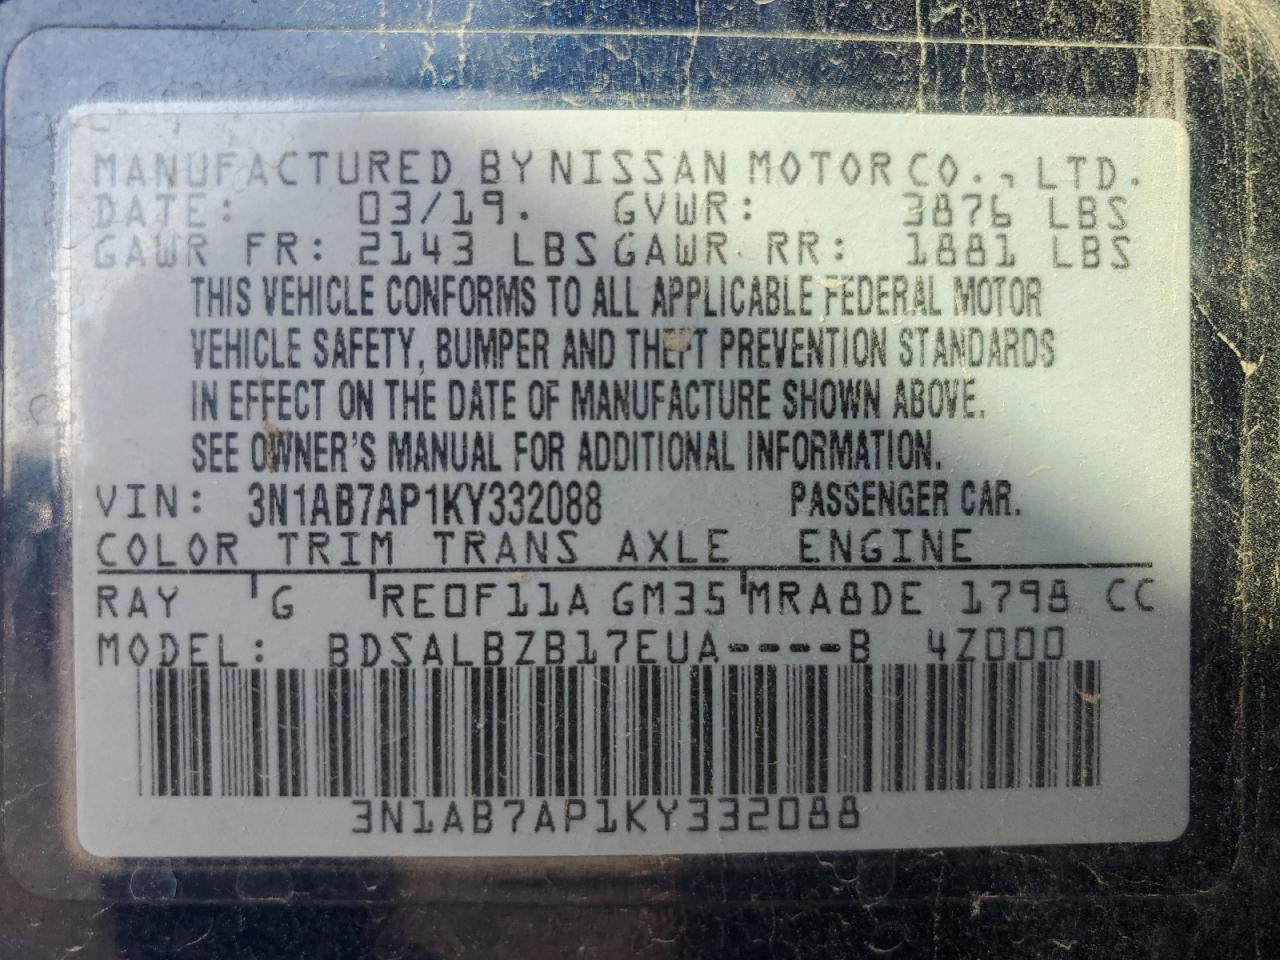 MANUFACTURED BY NISSAN MOTOR CO., LTD.
DATE: 03/19. GVWR: 3876 LBS
GAWR FR: 2143 LBS GAWR RR: 1881 LBS
THIS VEHICLE CONFORMS TO ALL APPLICABLE FEDERAL MOTOR
VEHICLE SAFETY, BUMPER AND THEFT PREVENTION STANDARDS
IN EFFECT ON THE DATE OF MANUFACTURE SHOWN ABOVE.
SEE OWNER'S MANUAL FOR ADDITIONAL INFORMATION.
VIN: 3N1AB7AP1KY332088 PASSENGER CAR.
COLOR TRIM TRANS AXLE ENGINE
RAY G RE0F11A GM35 MRA8DE 1798 CC
MODEL: BDSALBZB17EUA----B 4Z000
3N1AB7AP1KY332088